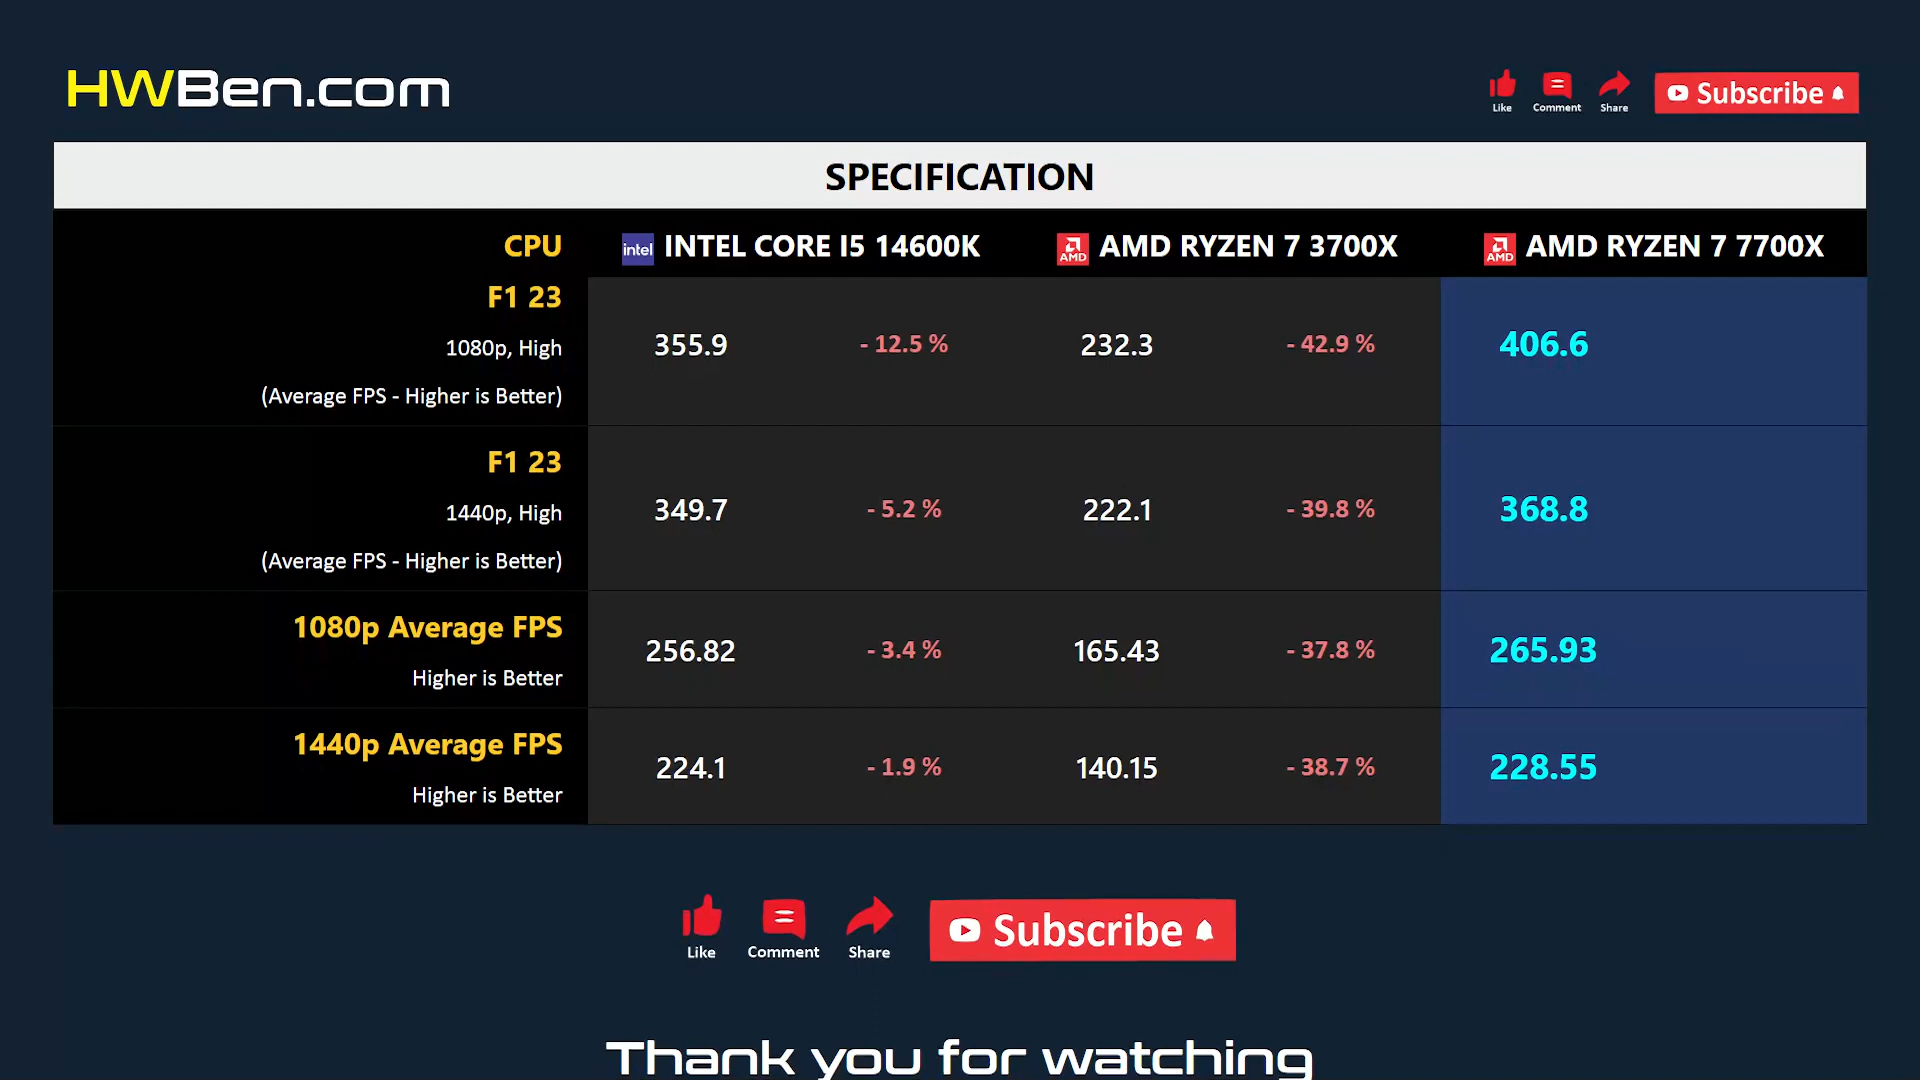 HWBen.com
Like Comment Share Subscribe
SPECIFICATION
CPU intel INTEL CORE I5 14600K AMD AMD RYZEN 7 3700X AMD AMD RYZEN 7 7700X
F1 23
1080p, High 355.9 - 12.5 % 232.3 - 42.9 % 406.6
(Average FPS - Higher is Better)
F1 23
1440p, High 349.7 - 5.2 % 222.1 - 39.8 % 368.8
(Average FPS - Higher is Better)
1080p Average FPS 256.82 - 3.4 % 165.43 - 37.8 % 265.93
Higher is Better
1440p Average FPS 224.1 - 1.9 % 140.15 - 38.7 % 228.55
Higher is Better
Like Comment Share Subscribe
Thank you for watching